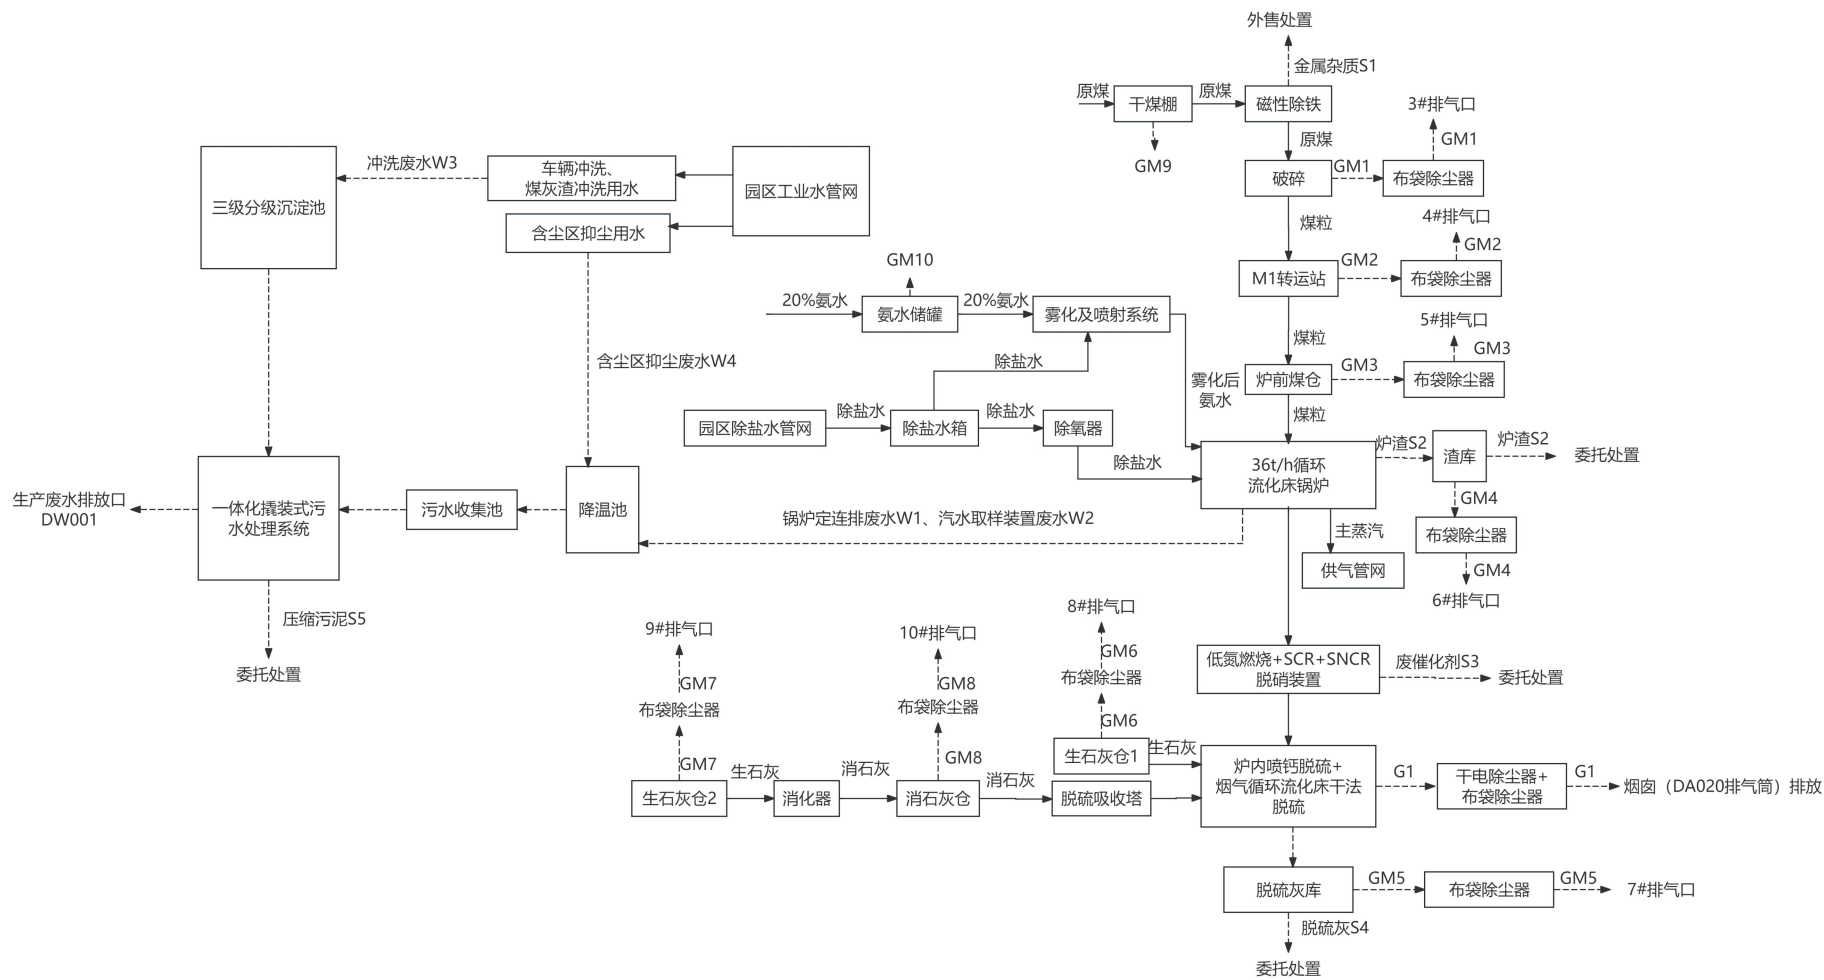 外售处置
金属杂质S1
原煤
干煤棚
原煤
磁性除铁
GM9
原煤
3#排气口
GM1
破碎
GM1
布袋除尘器
煤粒
4#排气口
GM2
M1转运站
GM2
布袋除尘器
煤粒
5#排气口
GM3
炉前煤仓
GM3
布袋除尘器
煤粒
三级分级沉淀池
冲洗废水W3
车辆冲洗、
煤灰渣冲洗用水
园区工业水管网
含尘区抑尘用水
含尘区抑尘废水W4
GM10
20%氨水
氨水储罐
20%氨水
雾化及喷射系统
除盐水
雾化后
氨水
园区除盐水管网
除盐水
除盐水箱
除盐水
除氧器
除盐水
36t/h循环
流化床锅炉
炉渣S2
渣库
炉渣S2
委托处置
GM4
布袋除尘器
GM4
6#排气口
主蒸汽
供气管网
生产废水排放口
DW001
一体化撬装式污
水处理系统
污水收集池
降温池
锅炉定连排废水W1、汽水取样装置废水W2
压缩污泥S5
委托处置
低氮燃烧+SCR+SNCR
脱硝装置
废催化剂S3
委托处置
9#排气口
GM7
布袋除尘器
GM7
10#排气口
GM8
布袋除尘器
GM8
8#排气口
GM6
布袋除尘器
GM6
生石灰仓1
生石灰
生石灰仓2
生石灰
消化器
消石灰
消石灰仓
消石灰
脱硫吸收塔
炉内喷钙脱硫+
烟气循环流化床干法
脱硫
G1
干电除尘器+
布袋除尘器
G1
烟囱（DA020排气筒）排放
脱硫灰库
GM5
布袋除尘器
GM5
7#排气口
脱硫灰S4
委托处置